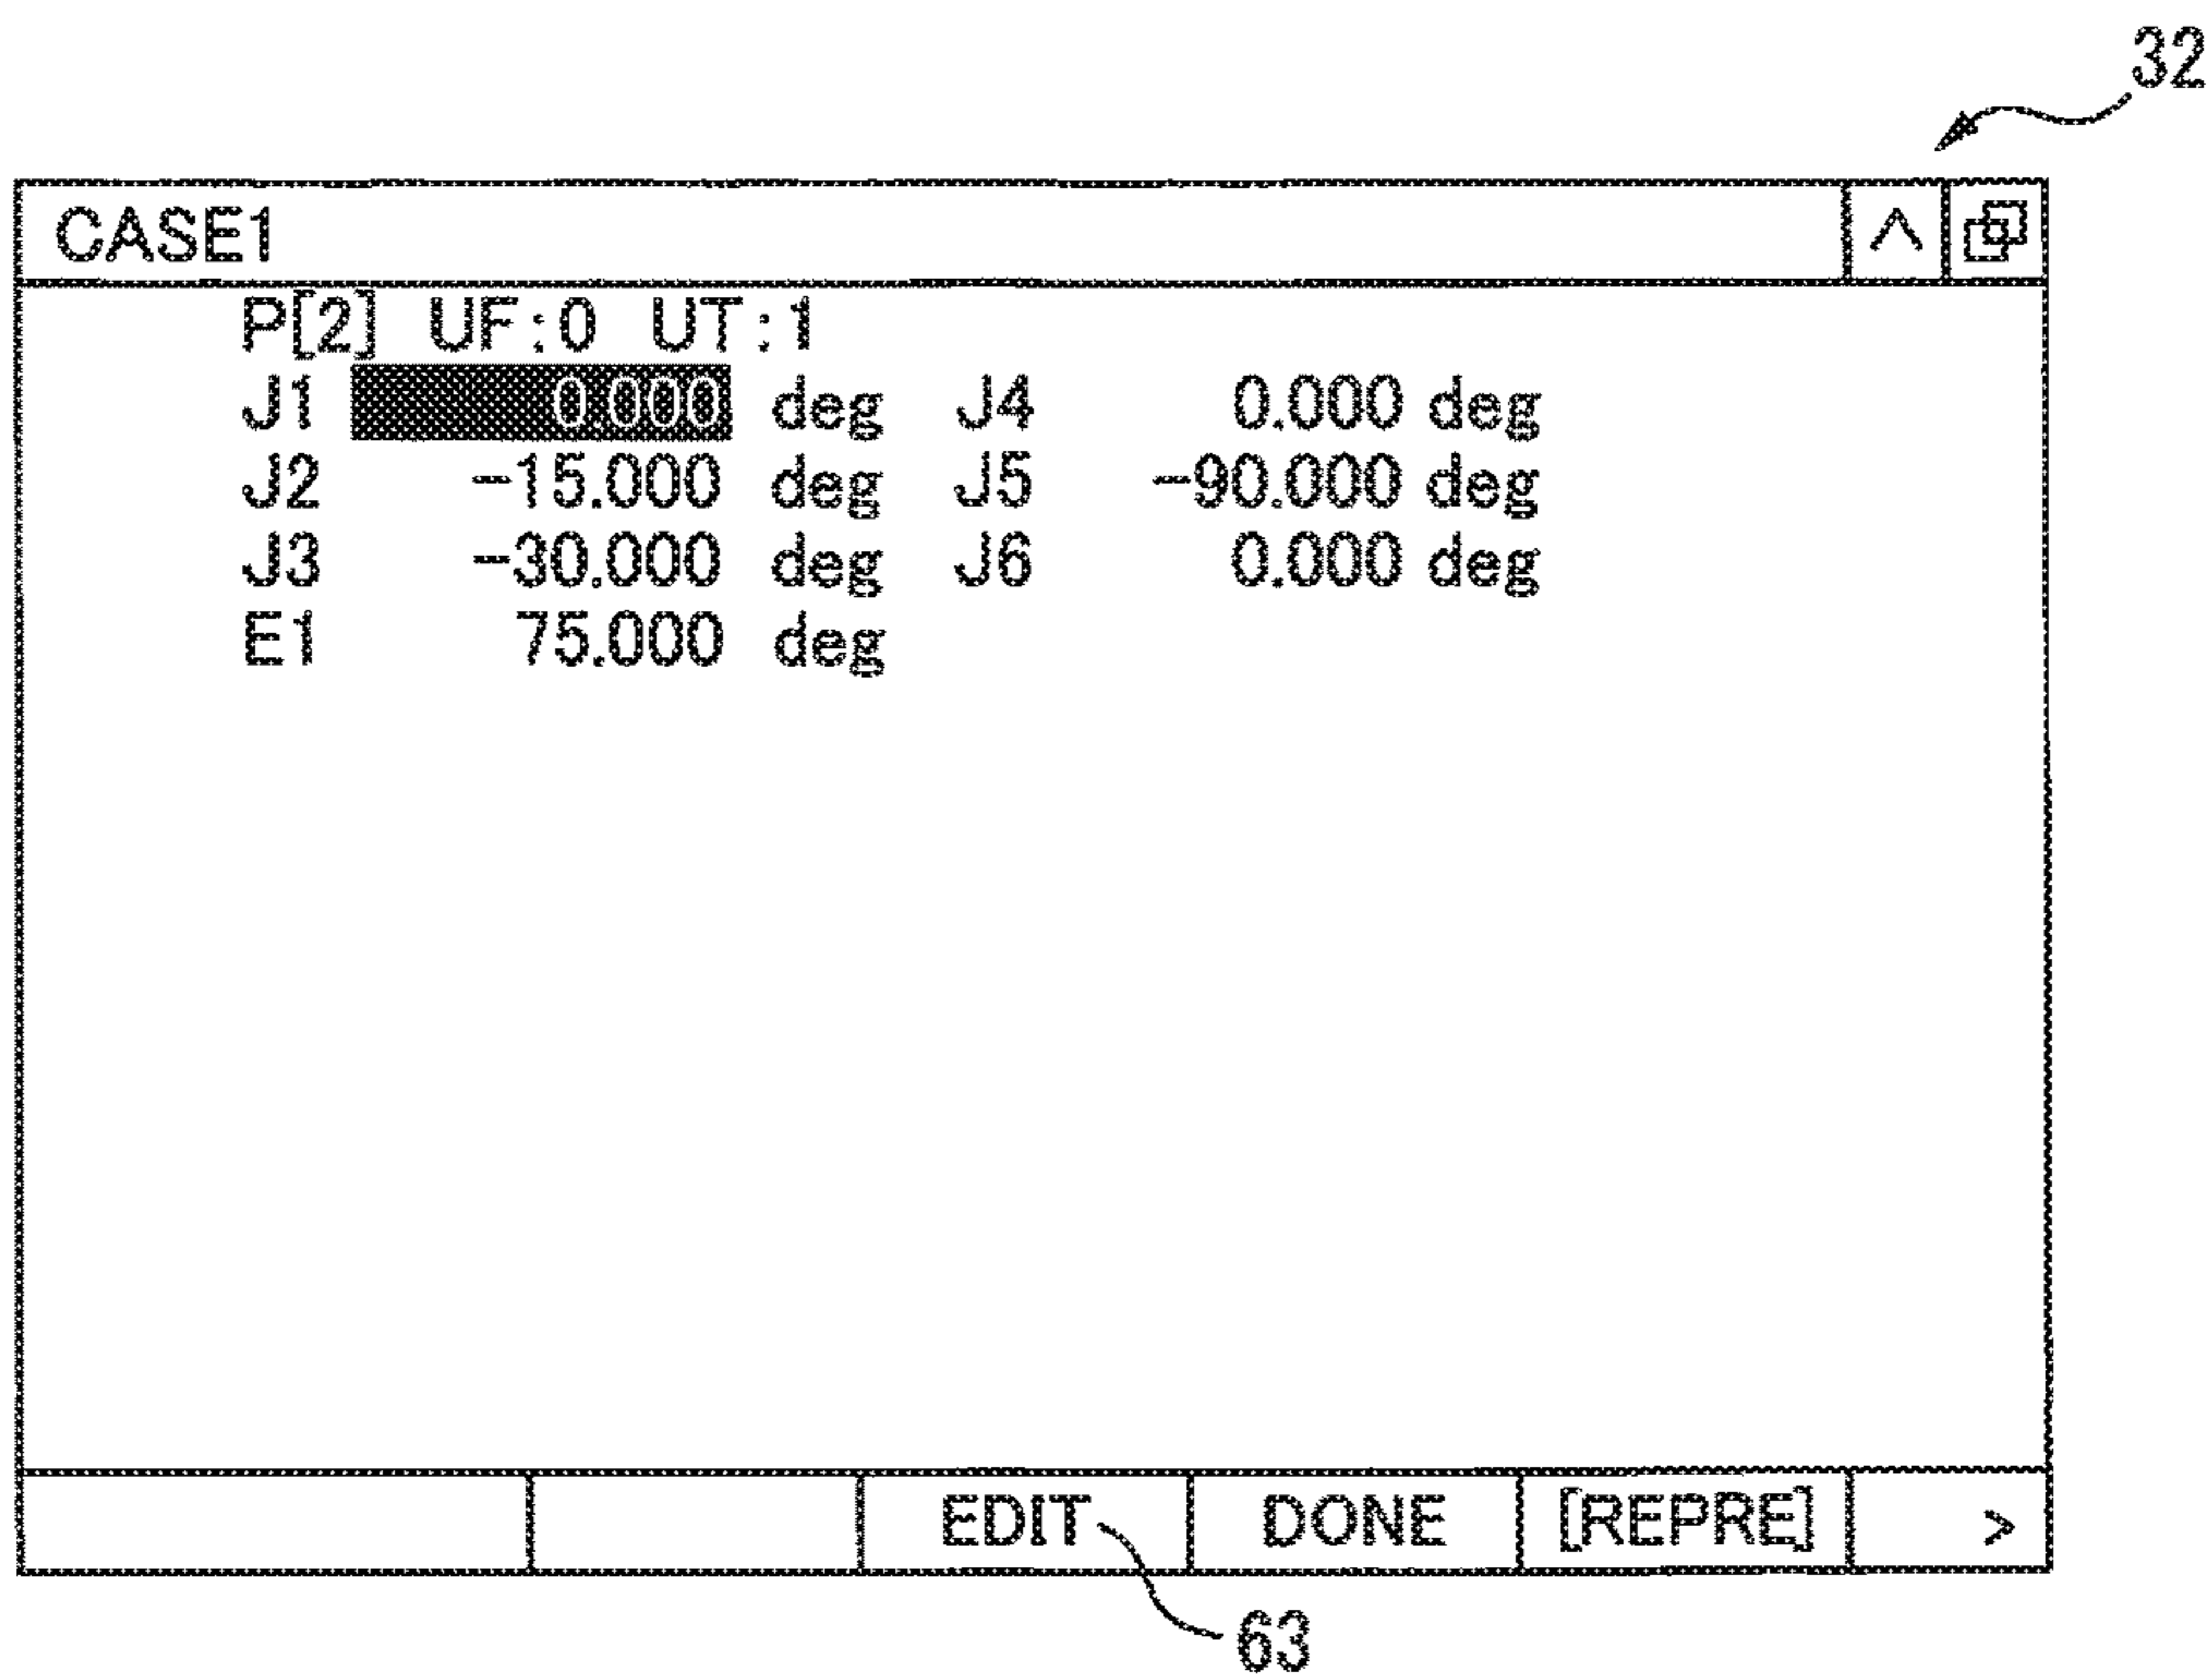 32
CASE1
P[2] UF:0 UT:1
J1 0.000 deg J4 0.000 deg
J2 -15.000 deg J5 -90.000 deg
J3 -30.000 deg J6 0.000 deg
E1 75.000 deg
EDIT DONE [REPRE] >
63